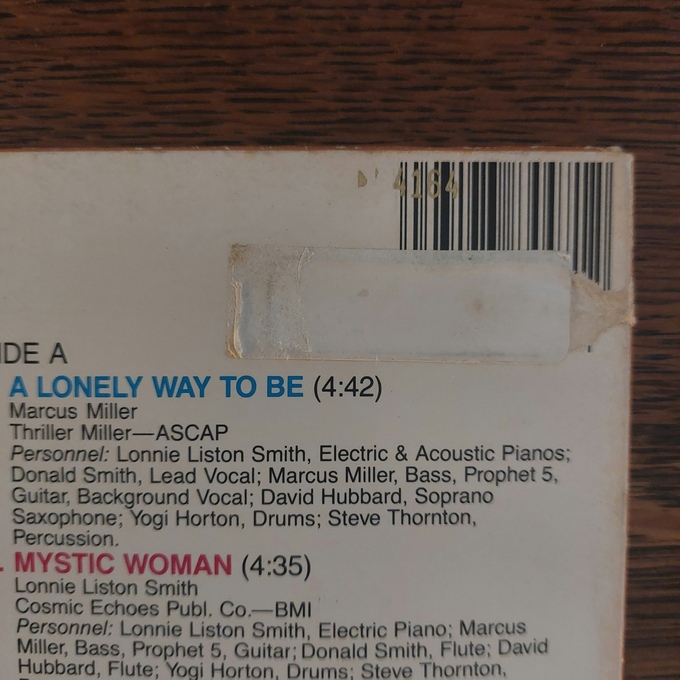 4164
IDE A
A LONELY WAY TO BE (4:42)
Marcus Miller
Thriller Miller—ASCAP
Personnel: Lonnie Liston Smith, Electric & Acoustic Pianos;
Donald Smith, Lead Vocal; Marcus Miller, Bass, Prophet 5,
Guitar, Background Vocal; David Hubbard, Soprano
Saxophone; Yogi Horton, Drums; Steve Thornton,
Percussion.
. MYSTIC WOMAN (4:35)
Lonnie Liston Smith
Cosmic Echoes Publ. Co.—BMI
Personnel: Lonnie Liston Smith, Electric Piano; Marcus
Miller, Bass, Prophet 5, Guitar; Donald Smith, Flute; David
Hubbard, Flute; Yogi Horton, Drums; Steve Thornton,